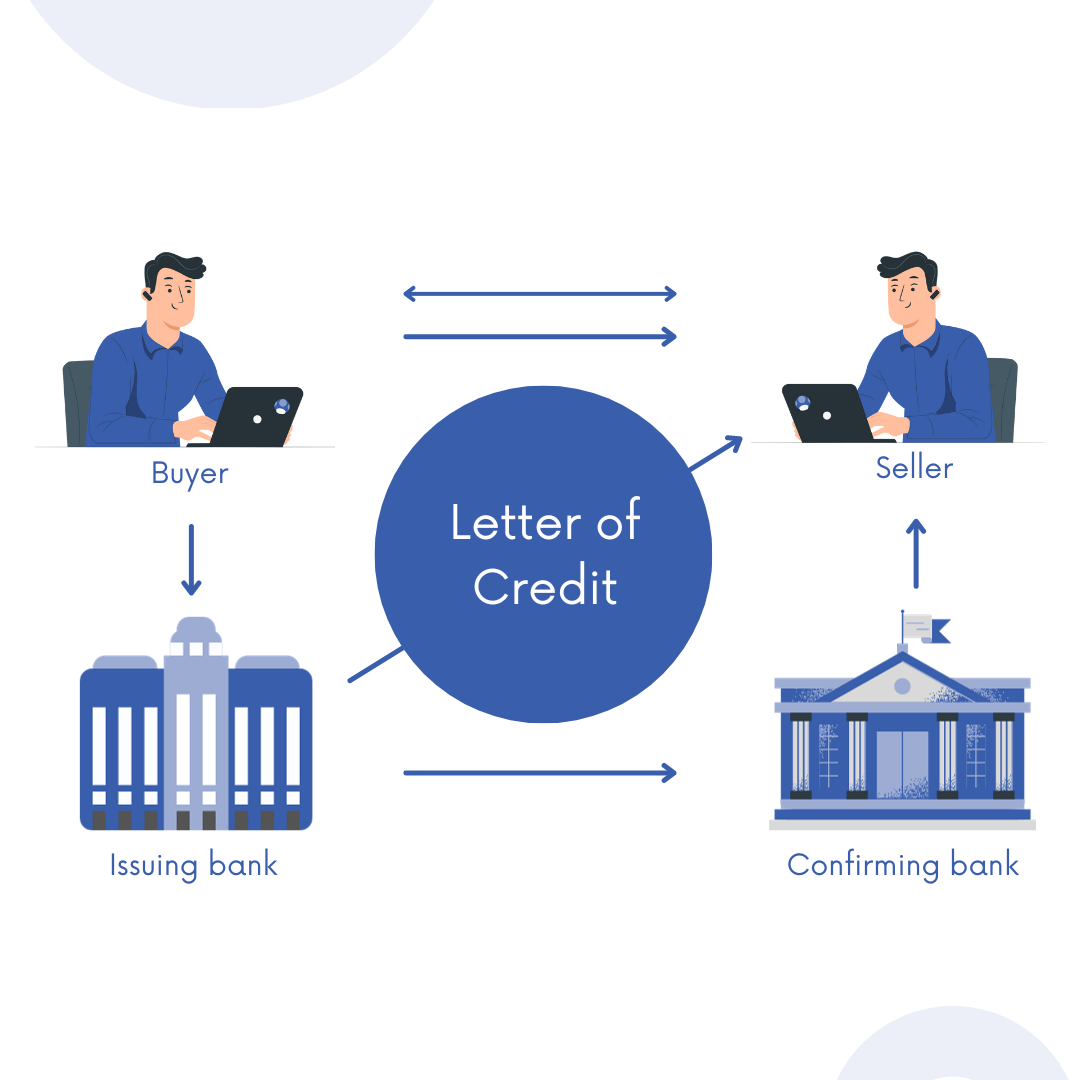 Buyer
Seller
Letter of
Credit
Issuing bank
Confirming bank